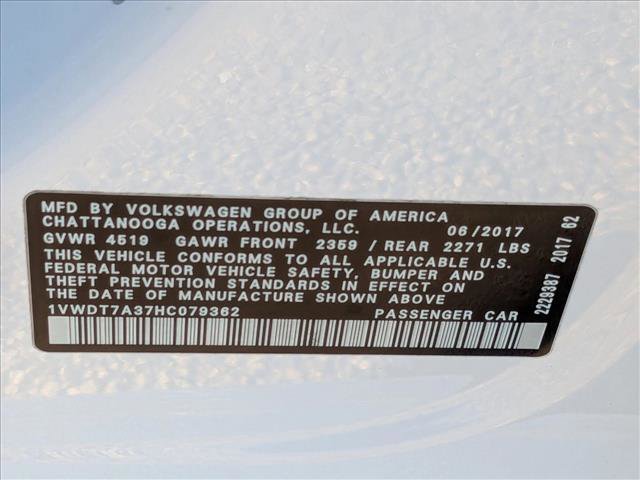 MFD BY VOLKSWAGEN GROUP OF AMERICA
CHATTANOOGA OPERATIONS, LLC. 06/2017
GVWR 4519 GAWR FRONT 2359 / REAR 2271 LBS
THIS VEHICLE CONFORMS TO ALL APPLICABLE U.S.
FEDERAL MOTOR VEHICLE SAFETY, BUMPER AND
THEFT PREVENTION STANDARDS IN EFFECT ON
THE DATE OF MANUFACTURE SHOWN ABOVE
1VWDT7A37HC079362 PASSENGER CAR
2229387 2017 62